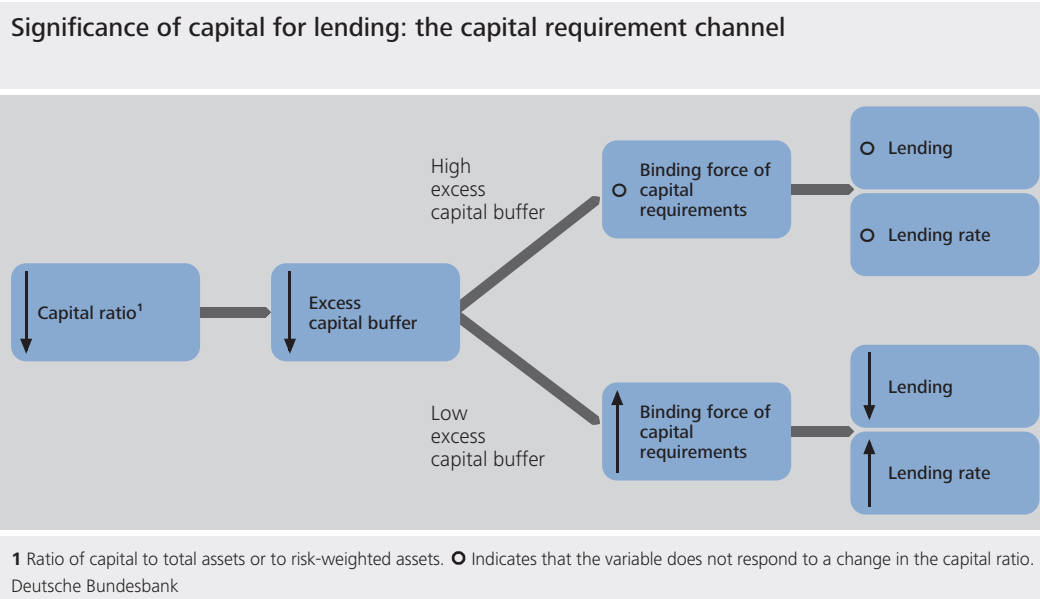 Significance of capital for lending: the capital requirement channel
High
excess
capital buffer
Binding force of
capital
requirements
Lending
Lending rate
Capital ratio¹
Excess
capital buffer
Low
excess
capital buffer
Binding force of
capital
requirements
Lending
Lending rate
1 Ratio of capital to total assets or to risk-weighted assets. O Indicates that the variable does not respond to a change in the capital ratio.
Deutsche Bundesbank